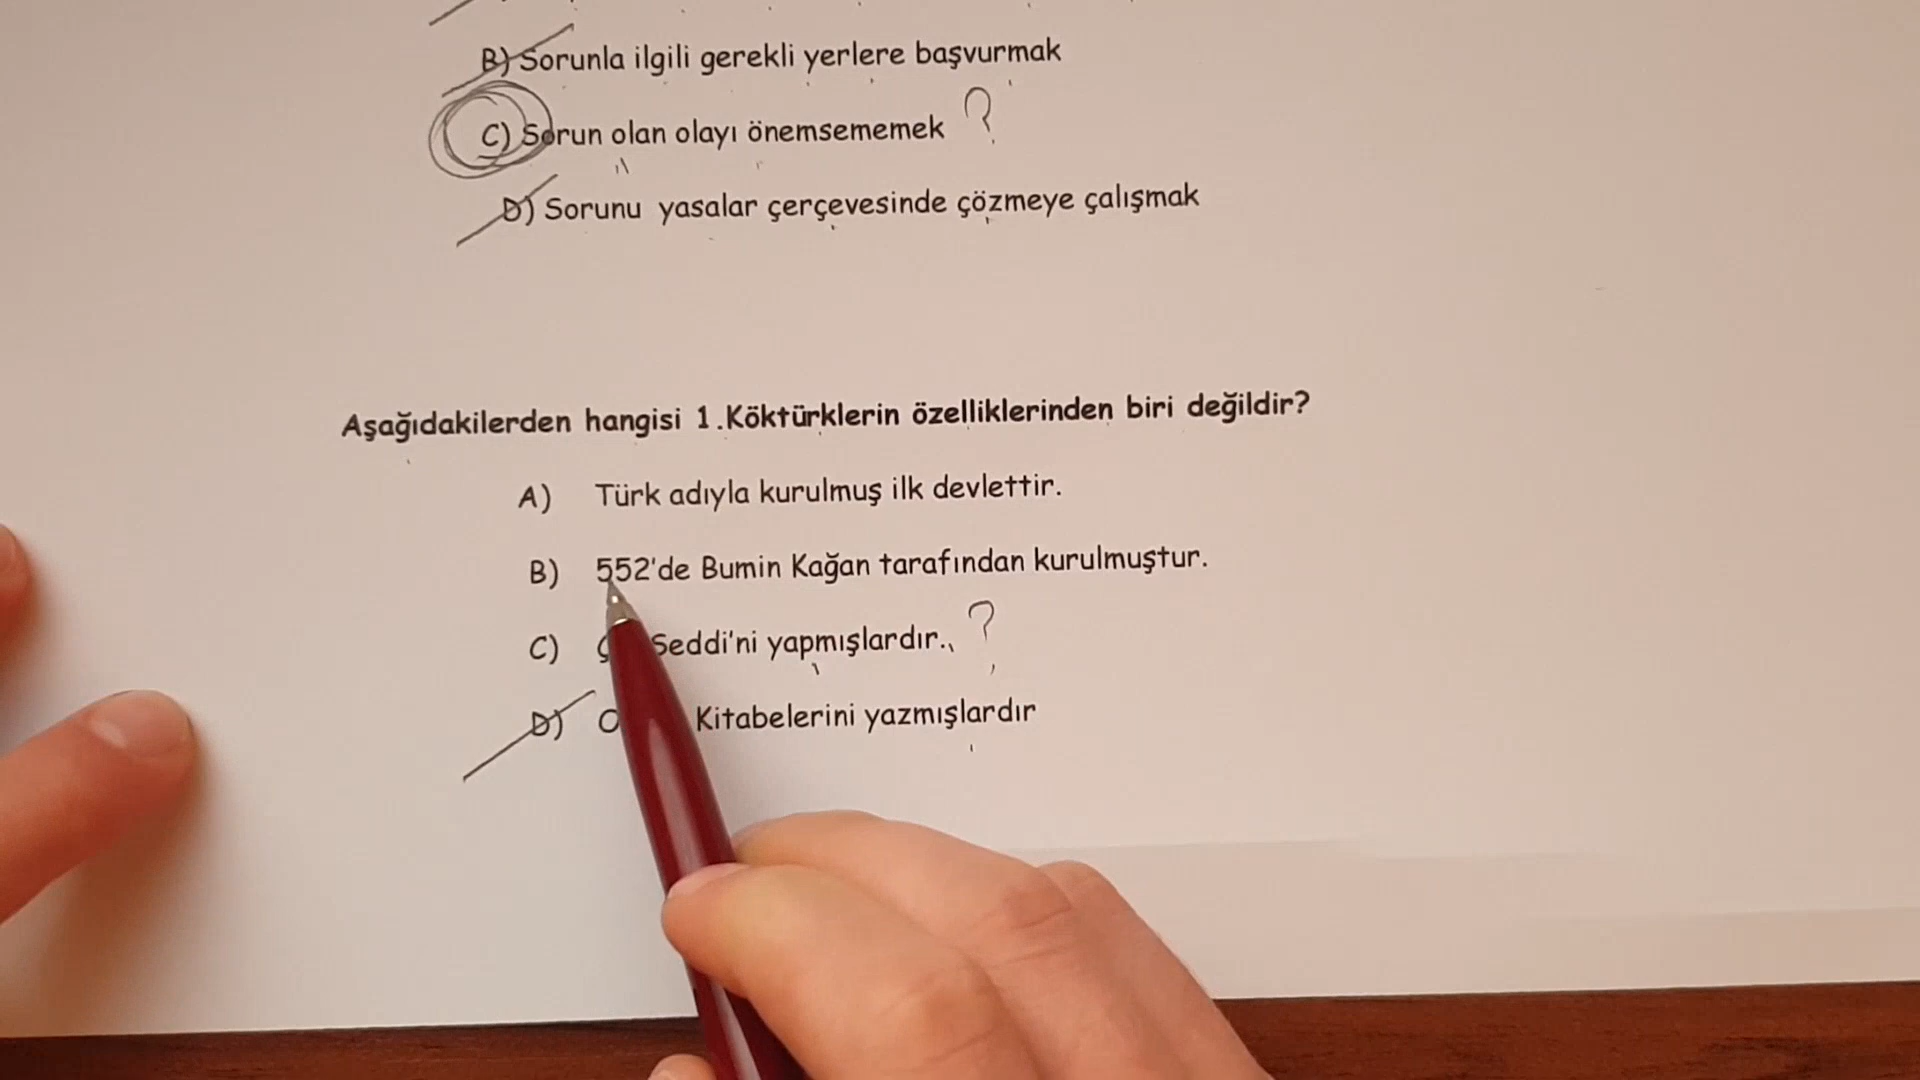 B) Sorunla ilgili gerekli yerlere başvurmak
C) Sorun olan olayı önemsememek ?
D) Sorunu yasalar çerçevesinde çözmeye çalışmak
Aşağıdakilerden hangisi 1.Köktürklerin özelliklerinden biri değildir?
A) Türk adıyla kurulmuş ilk devlettir.
B) 552'de Bumin Kağan tarafından kurulmuştur.
C) Seddi'ni yapmışlardır. ?
D) Kitabelerini yazmışlardır